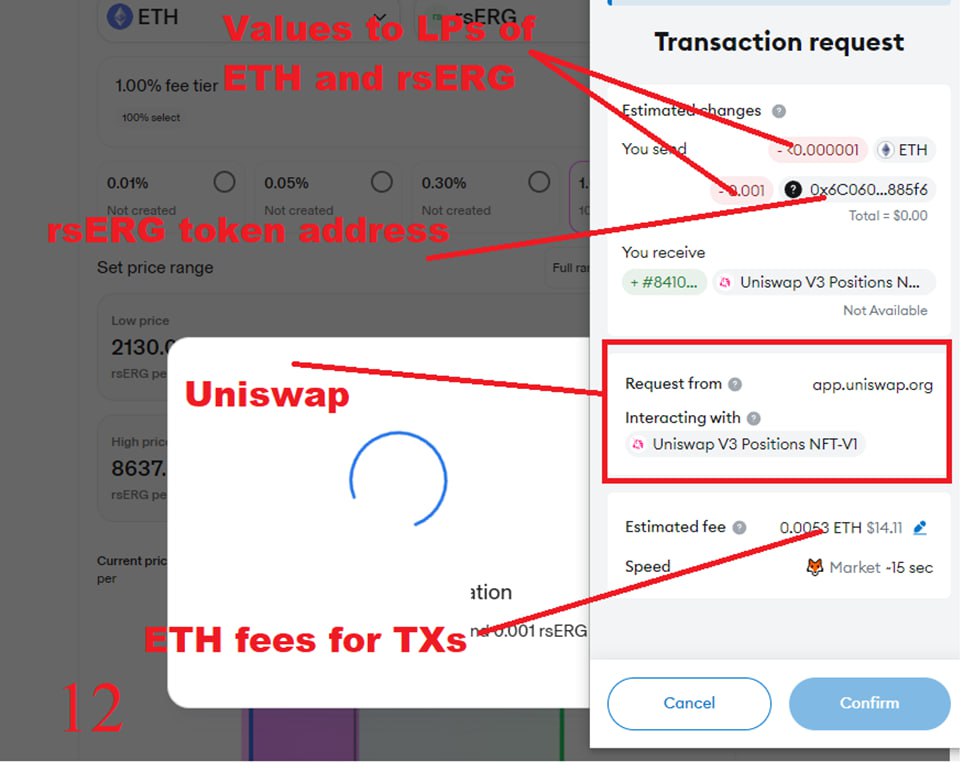 ETH
rsERG
Values to LPs of
ETH and rsERG
1.00% fee tier
100% select
0.01%
Not created
0.05%
Not created
0.30%
Not created
1.
10
rsERG token address
Set price range
Full ran
Low price
2130.0
rsERG pe
High price
8637.
rsERG pe
Current pric
per
Uniswap
ation
nd 0.001 rsERG
ETH fees for TXs
12
Transaction request
Estimated changes
You send
- <0.000001 ETH
- 0.001 0x6C060...885f6
Total = $0.00
You receive
+ #8410... Uniswap V3 Positions N...
Not Available
Request from app.uniswap.org
Interacting with
Uniswap V3 Positions NFT-V1
Estimated fee 0.0053 ETH $14.11
Speed Market ~15 sec
Cancel
Confirm